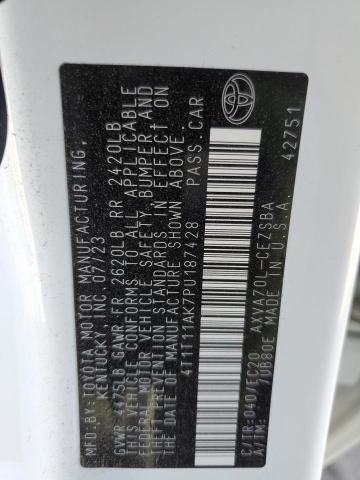 MFD. BY:TOYOTA MOTOR MANUFACTURING,
KENTUCKY, INC. 07/23
GVWR 4475LB GAWR FR 2620LB RR 2420LB
THIS VEHICLE CONFORMS TO ALL APPLICABLE
FEDERAL MOTOR VEHICLE SAFETY, BUMPER AND
THEFT PREVENTION STANDARDS IN EFFECT ON
THE DATE OF MANUFACTURE SHOWN ABOVE.
4T1T11AK7PU187428 PASS.CAR
C/TR:040/FC20 AXVA70L-CEZSBA
A/TM: /UB80E MADE IN U.S.A.
42751